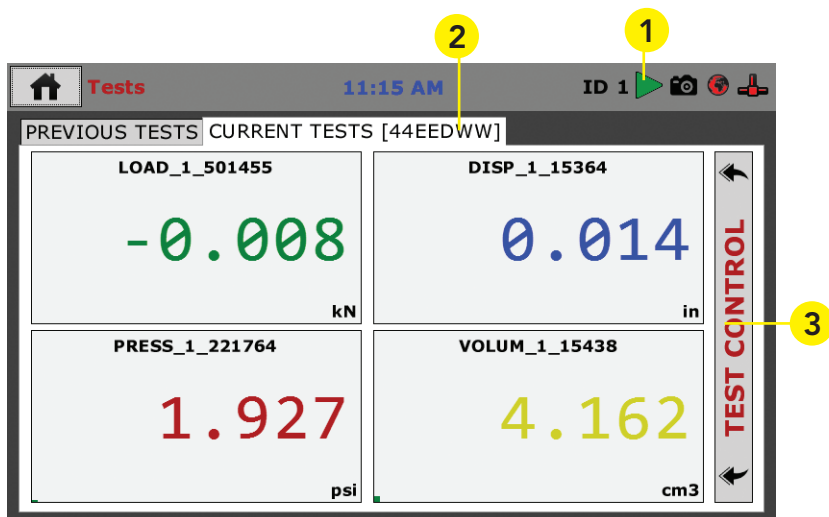 1
2
Tests 11:15 AM ID 1
PREVIOUS TESTS CURRENT TESTS [44EEDWW]
LOAD_1_501455 DISP_1_15364
-0.008 0.014
kN in
TEST CONTROL
3
PRESS_1_221764 VOLUM_1_15438
1.927 4.162
psi cm3